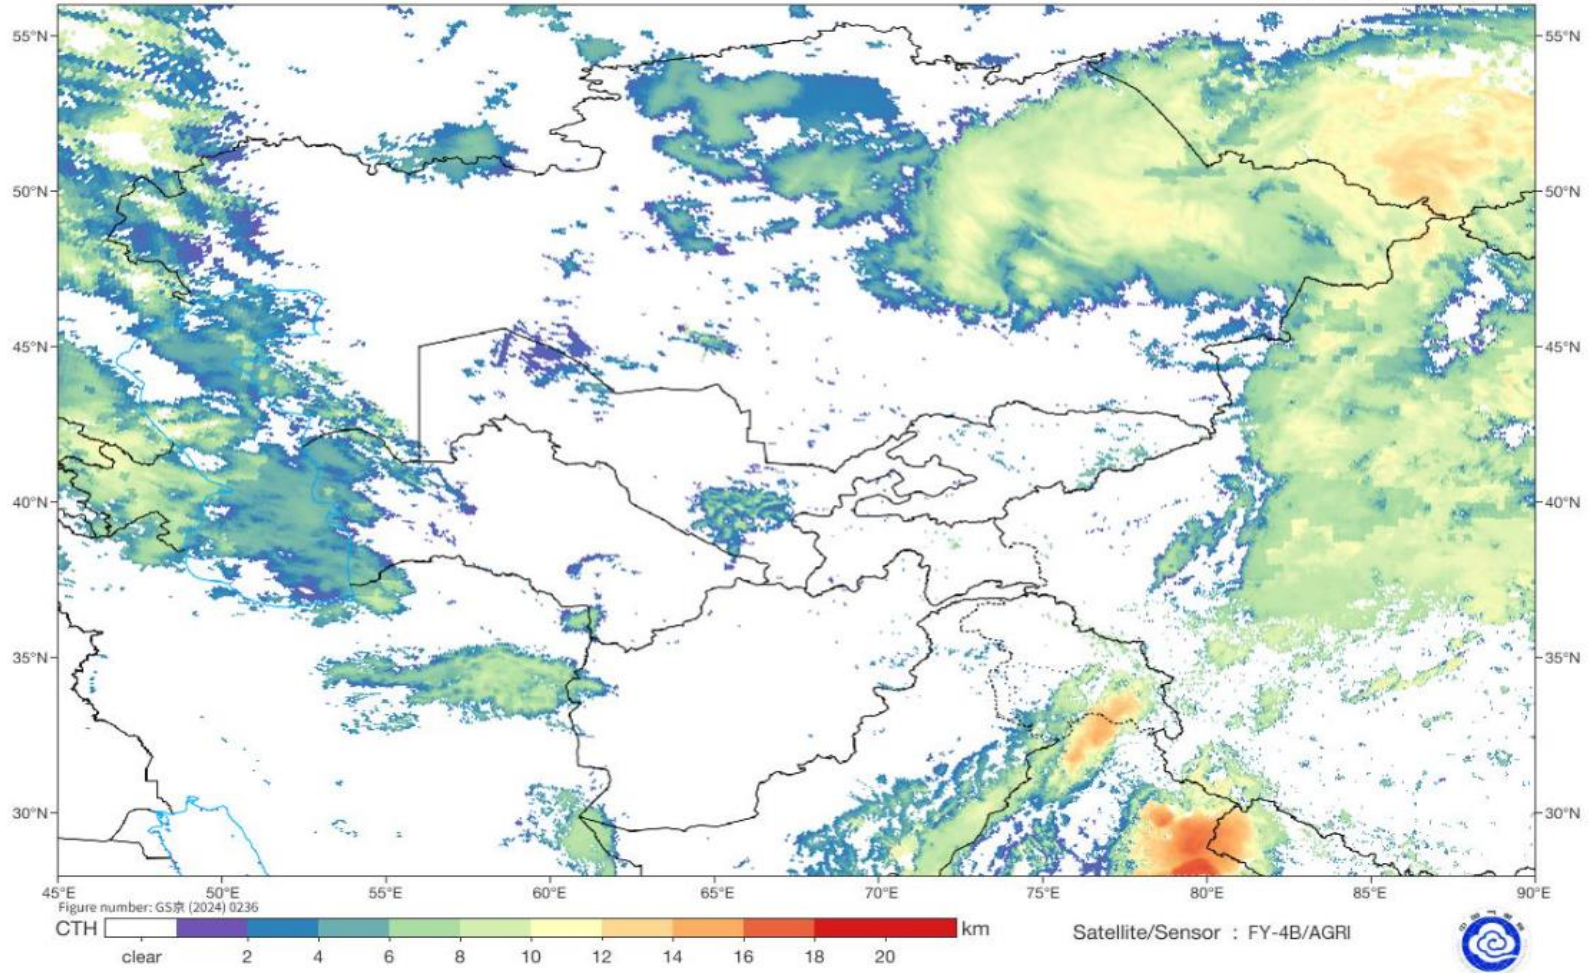 55°N
55°N
50°N
50°N
45°N
45°N
40°N
40°N
35°N
35°N
30°N
30°N
45°E 50°E 55°E 60°E 65°E 70°E 75°E 80°E 85°E 90°E
Figure number: GS京 (2024) 0236
CTH km
clear 2 4 6 8 10 12 14 16 18 20
Satellite/Sensor : FY-4B/AGRI